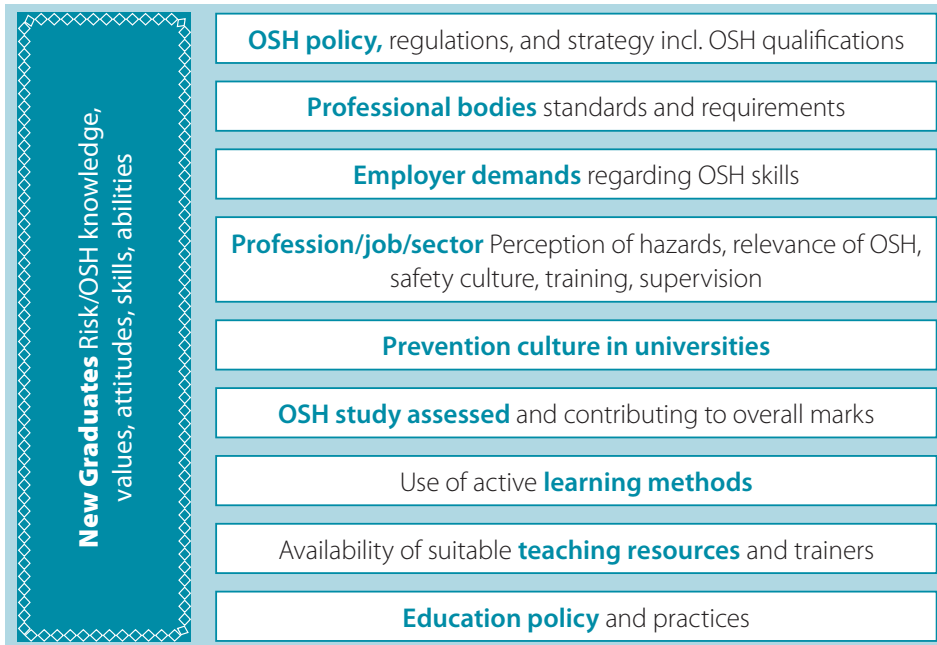 New Graduates Risk/OSH knowledge,
values, attitudes, skills, abilities
OSH policy, regulations, and strategy incl. OSH qualifications
Professional bodies standards and requirements
Employer demands regarding OSH skills
Profession/job/sector Perception of hazards, relevance of OSH,
safety culture, training, supervision
Prevention culture in universities
OSH study assessed and contributing to overall marks
Use of active learning methods
Availability of suitable teaching resources and trainers
Education policy and practices